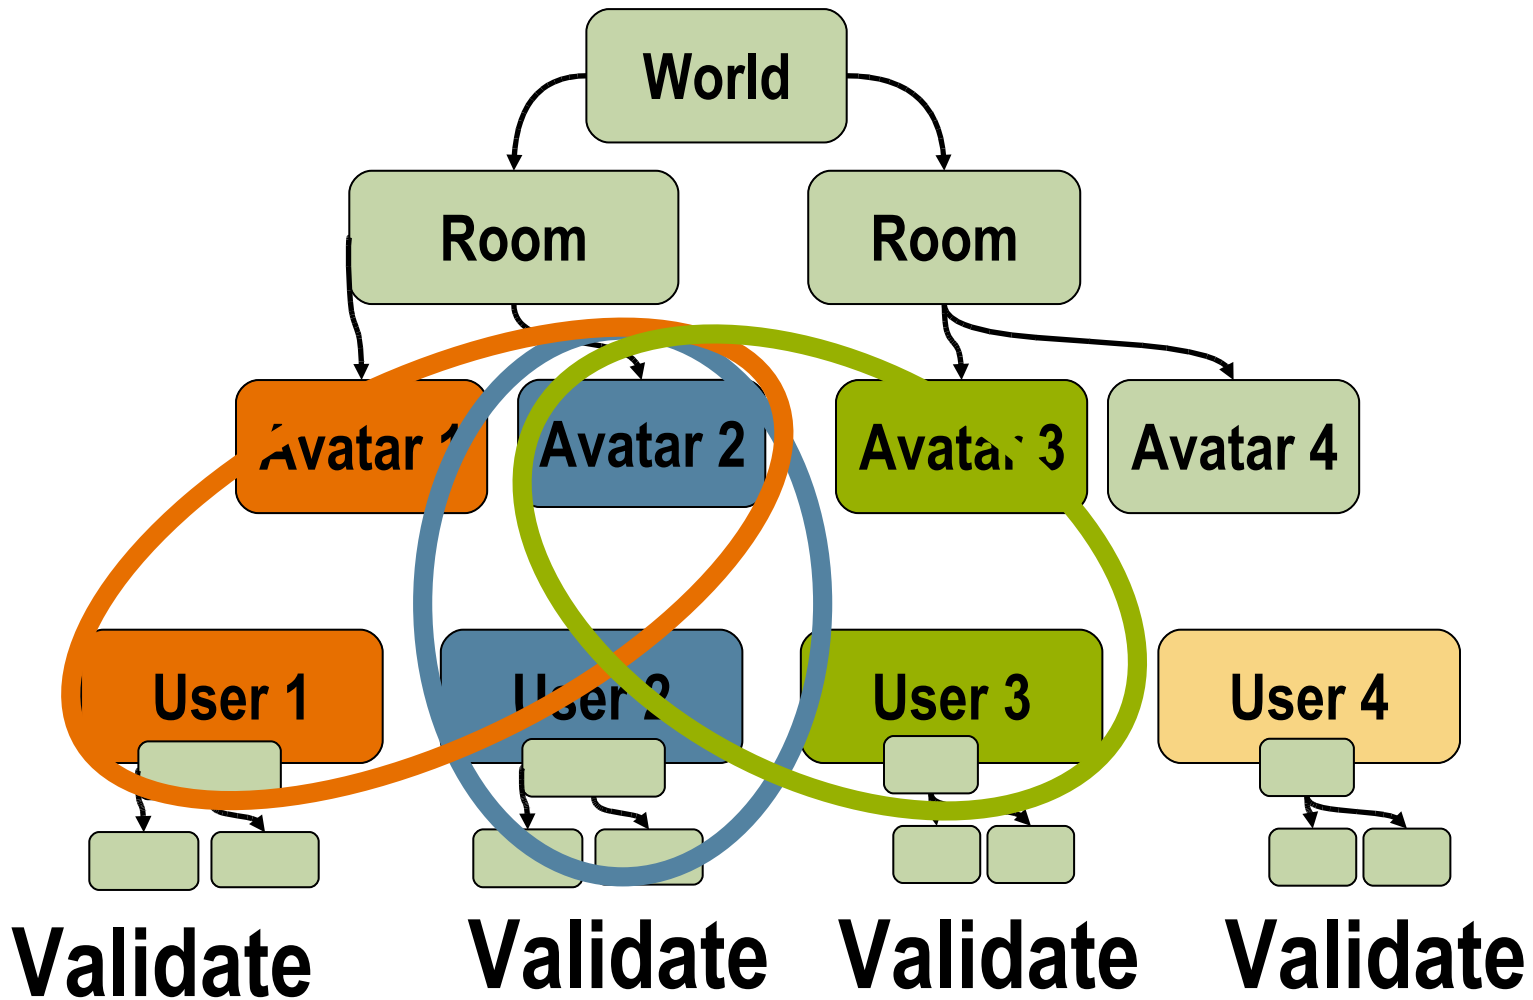 World
Room
Room
Avatar 1
Avatar 2
Avatar 3
Avatar 4
User 1
User 2
User 3
User 4
Validate
Validate
Validate
Validate